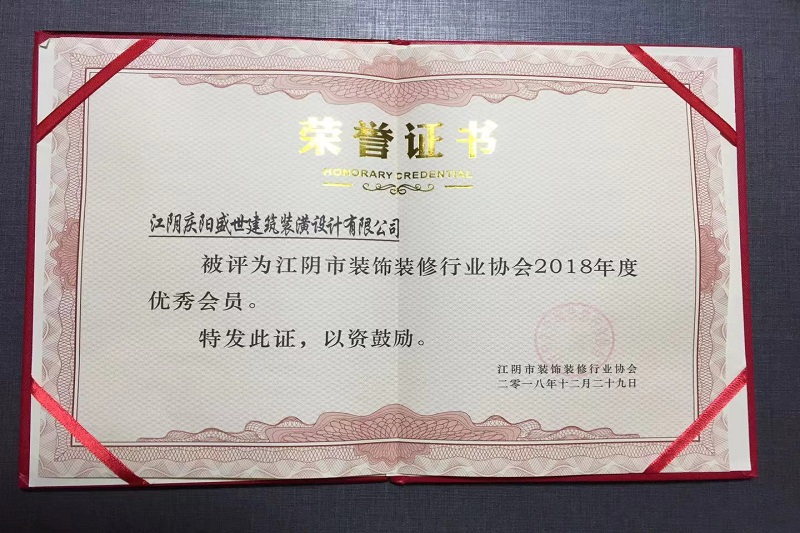 荣誉证书
HONORARY CREDENTIAL
江阴庆阳盛世建筑装潢设计有限公司
被评为江阴市装饰装修行业协会2018年度
优秀会员。
特发此证，以资鼓励。
江阴市装饰装修行业协会
二零一八年十二月二十九日